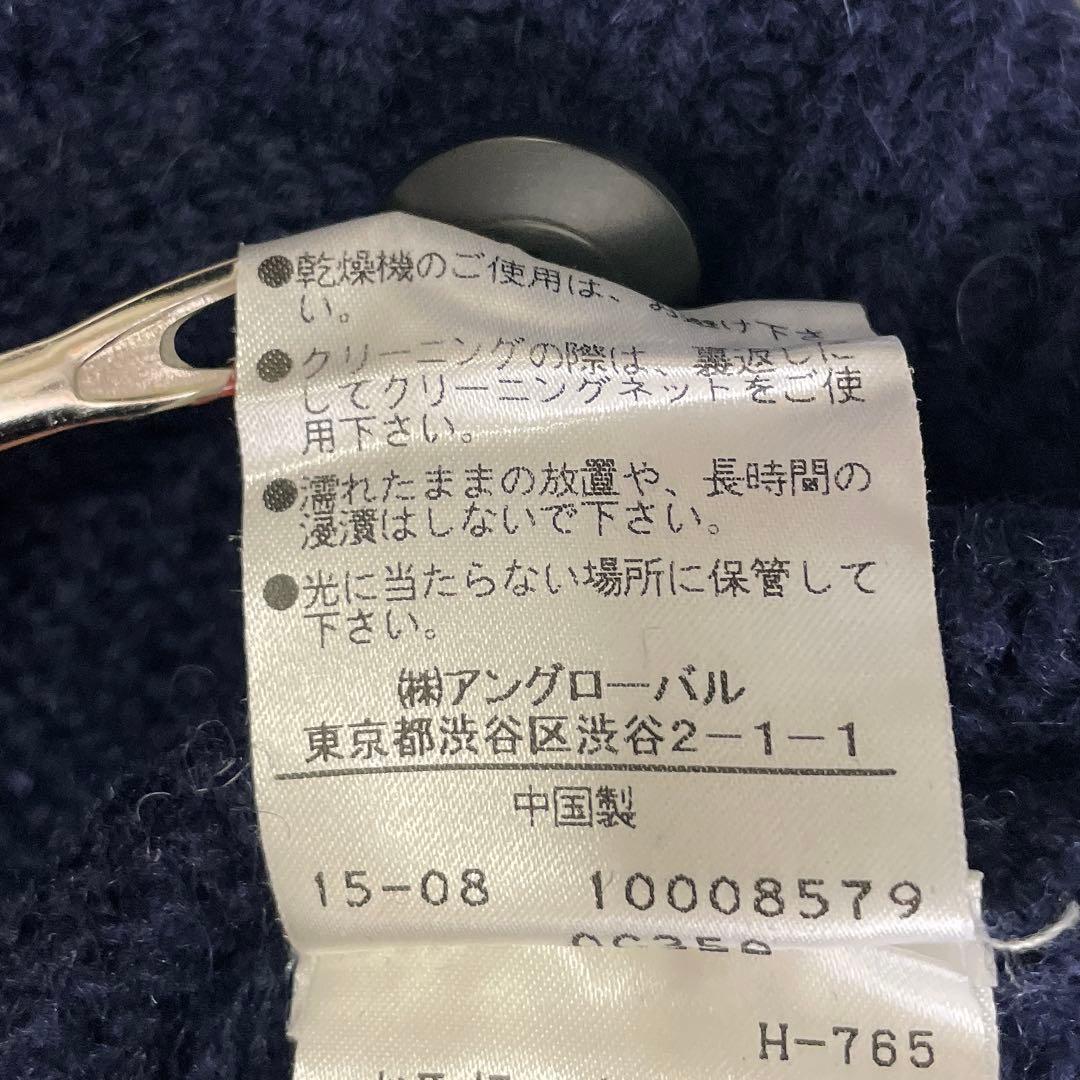 ●乾燥機のご使用は、お避け下さ
い。
●クリーニングの際は、裏返しに
してクリーニングネットをご使
用下さい。
●濡れたままの放置や、長時間の
浸漬はしないで下さい。
●光に当たらない場所に保管して
下さい。
㈱アングローバル
東京都渋谷区渋谷2-1-1
中国製
15-08 10008579
H-765